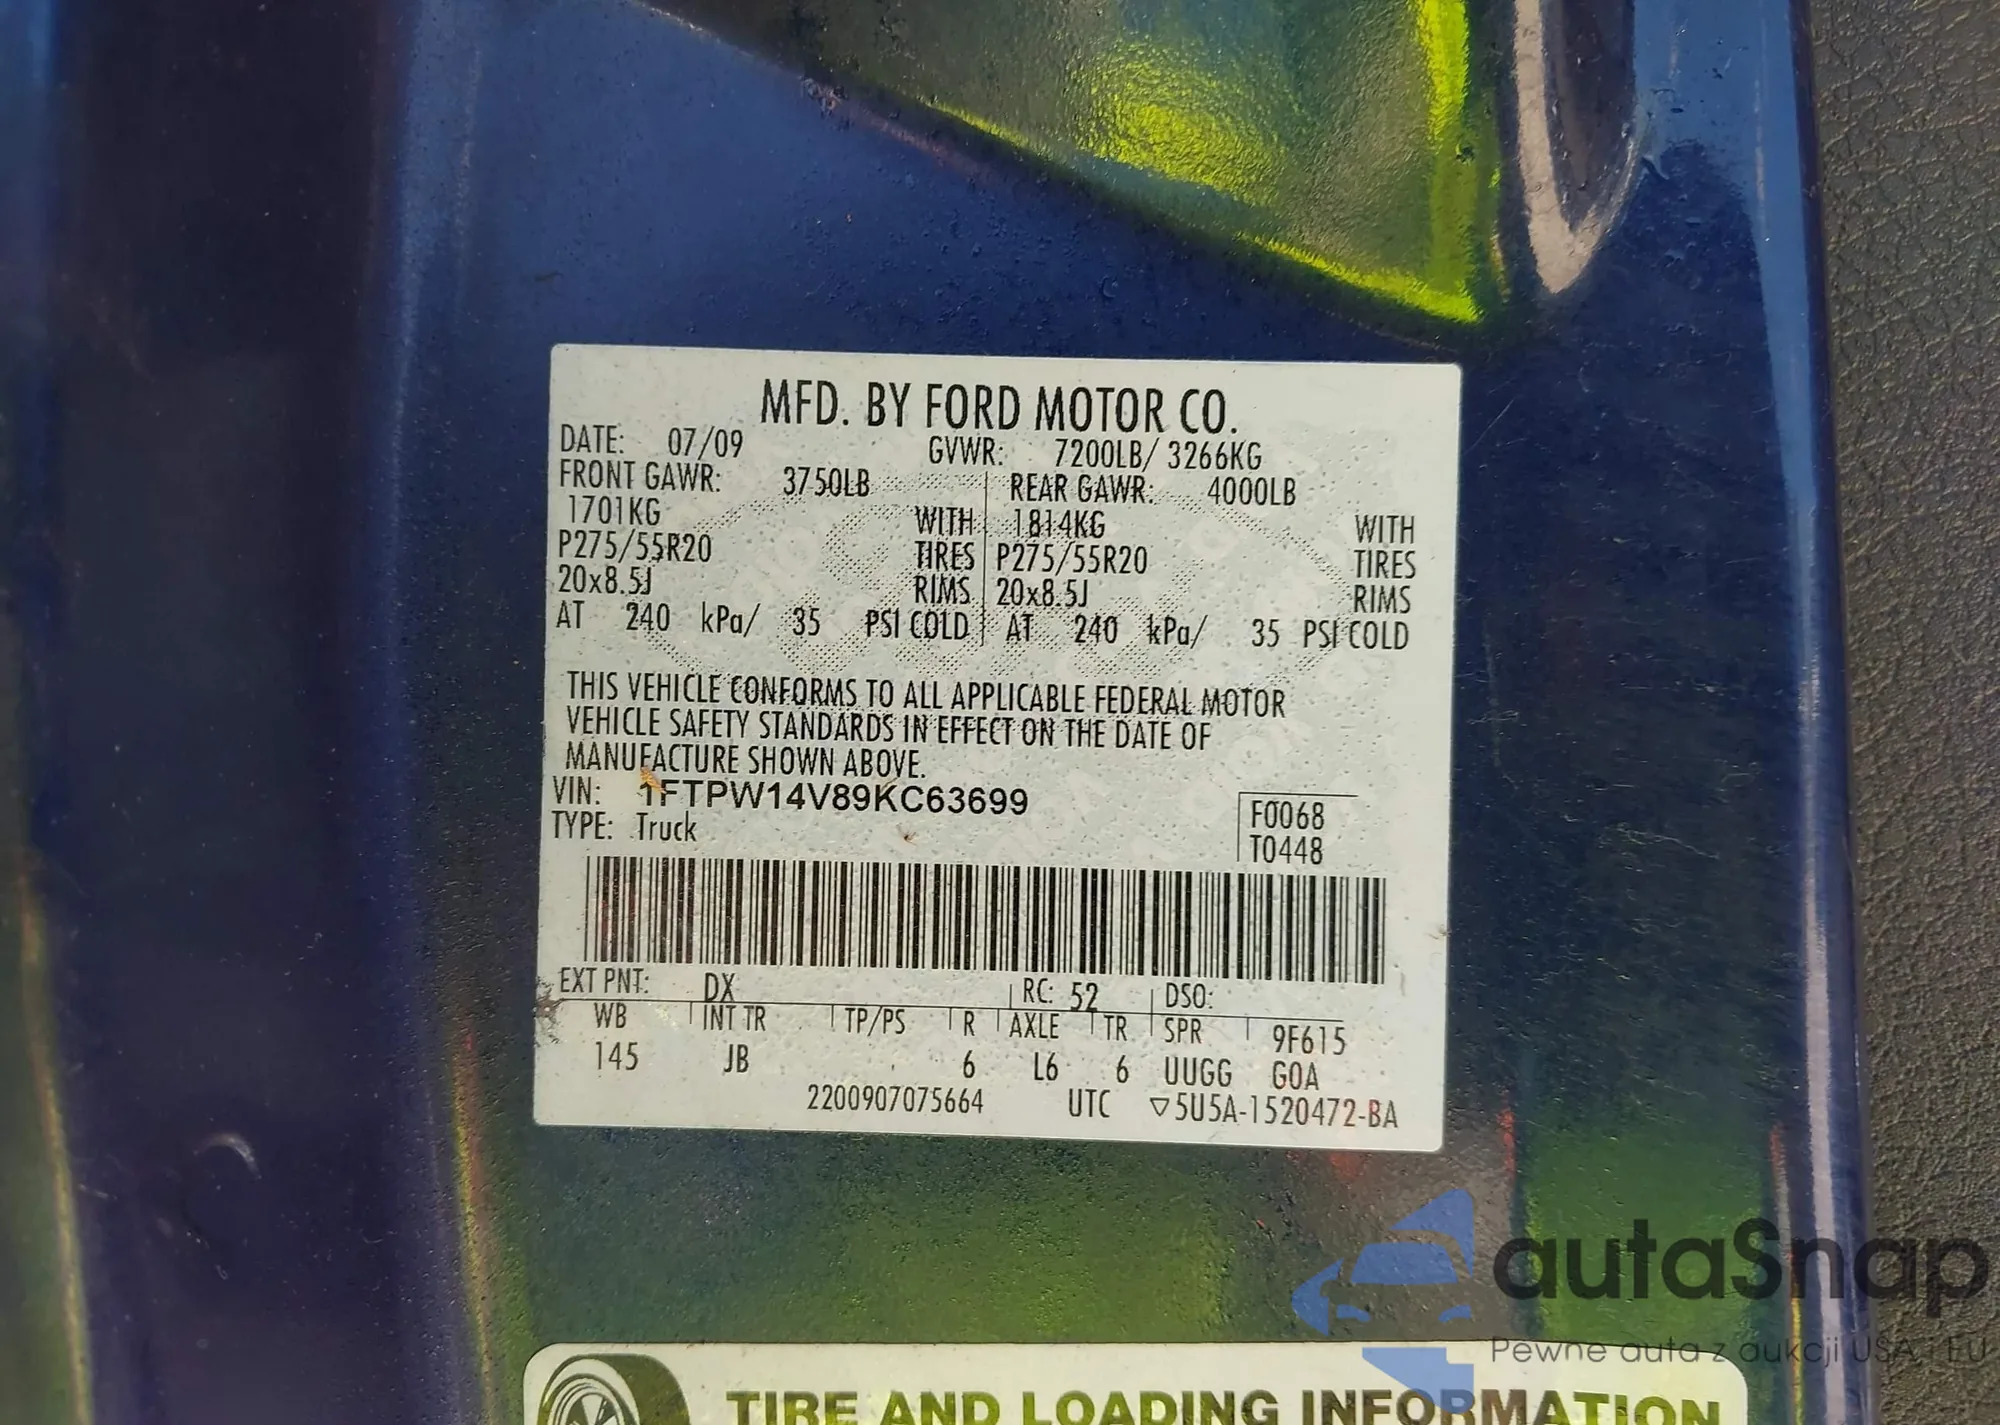 MFD. BY FORD MOTOR CO.
DATE: 07/09 GVWR: 7200LB/ 3266KG
FRONT GAWR: 3750LB REAR GAWR: 4000LB
1701KG WITH 1814KG WITH
P275/55R20 TIRES P275/55R20 TIRES
20x8.5J RIMS 20x8.5J RIMS
AT 240 kPa/ 35 PSI COLD AT 240 kPa/ 35 PSI COLD
THIS VEHICLE CONFORMS TO ALL APPLICABLE FEDERAL MOTOR
VEHICLE SAFETY STANDARDS IN EFFECT ON THE DATE OF
MANUFACTURE SHOWN ABOVE.
VIN: 1FTPW14V89KC63699
TYPE: Truck
F0068
T0448
EXT PNT: DX RC: 52 DSO:
WB INT TR TP/PS R AXLE TR SPR 9F615
145 JB 6 L6 6 UUGG GOA
2200907075664 UTC ▽5U5A-1520472-BA
autaSnap
Pewne auta z aukcji USA i EU
TIRE AND LOADING INFORMATION